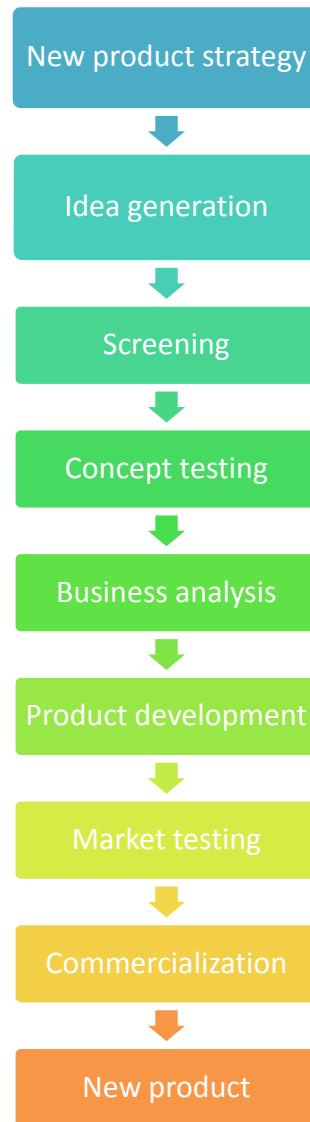 New product strategy
Idea generation
Screening
Concept testing
Business analysis
Product development
Market testing
Commercialization
New product